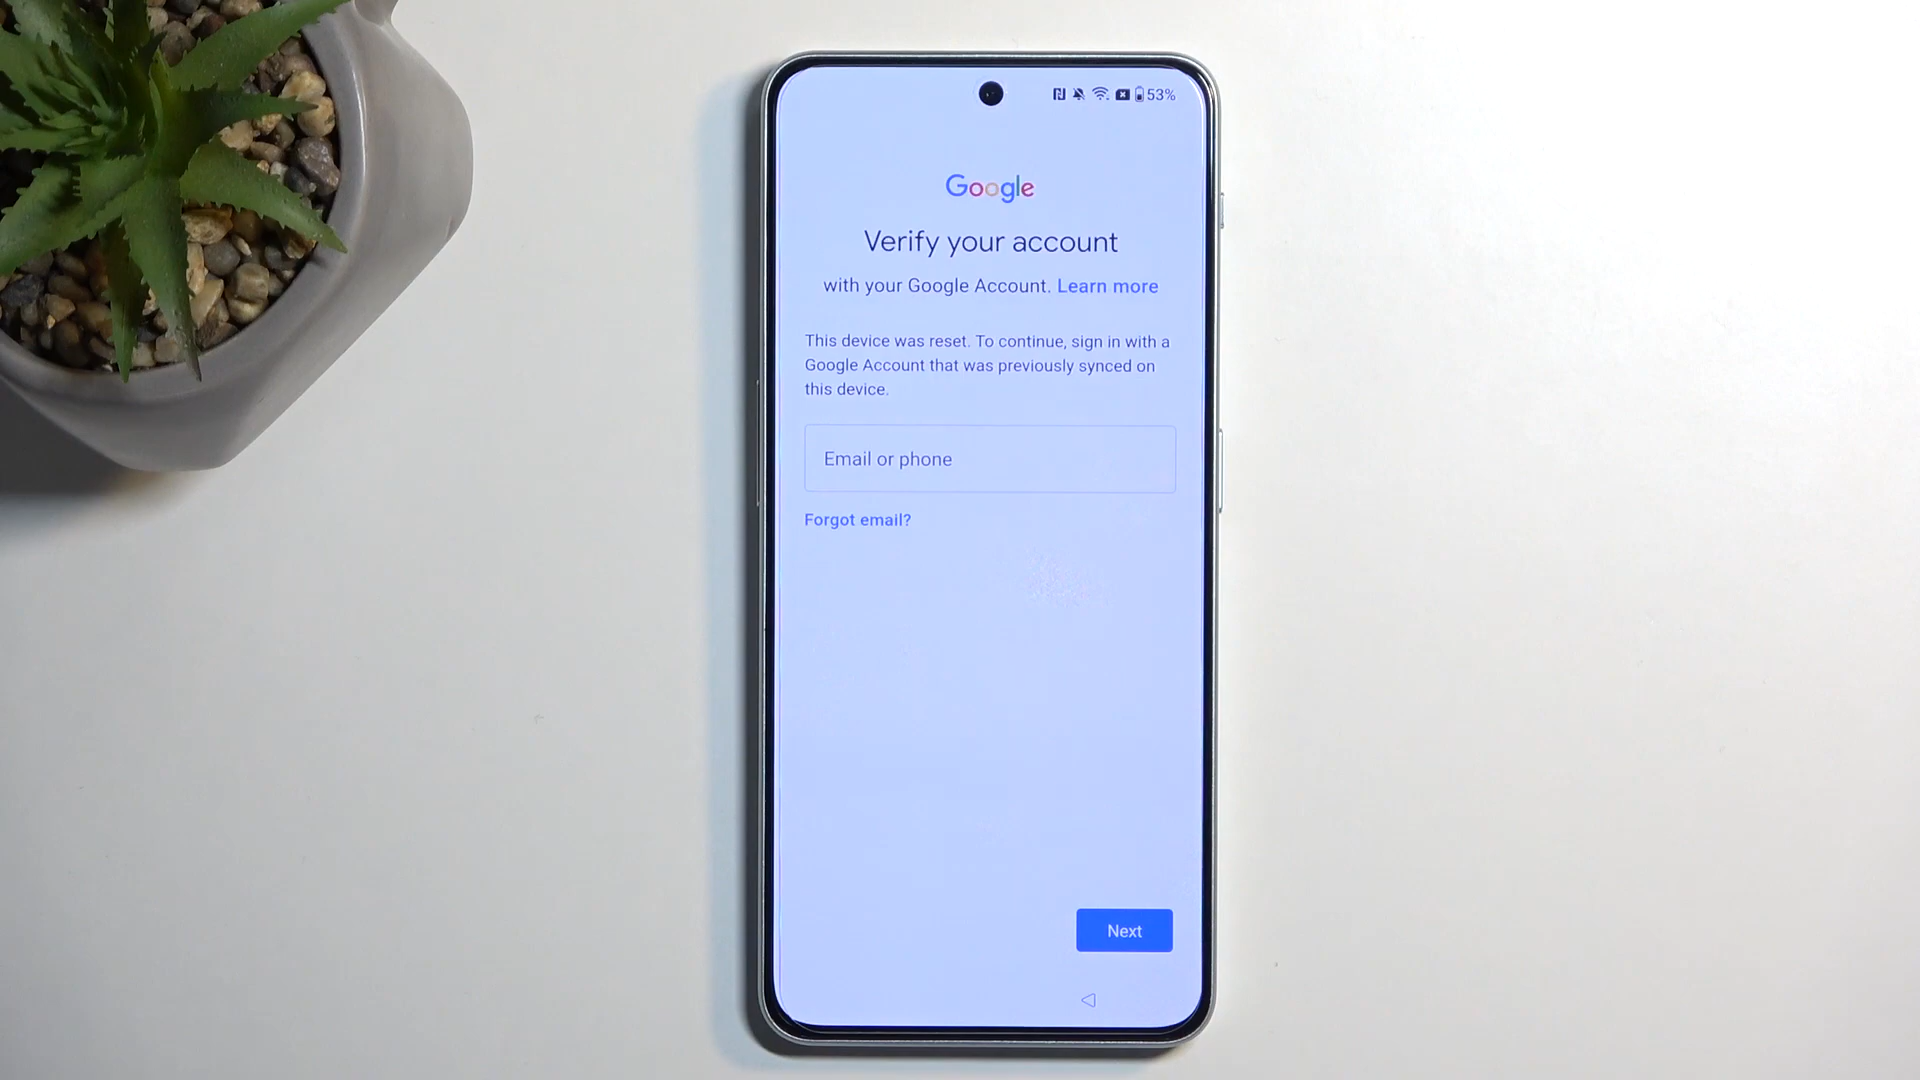 53%
Google
Verify your account
with your Google Account. Learn more
This device was reset. To continue, sign in with a
Google Account that was previously synced on
this device.
Email or phone
Forgot email?
Next